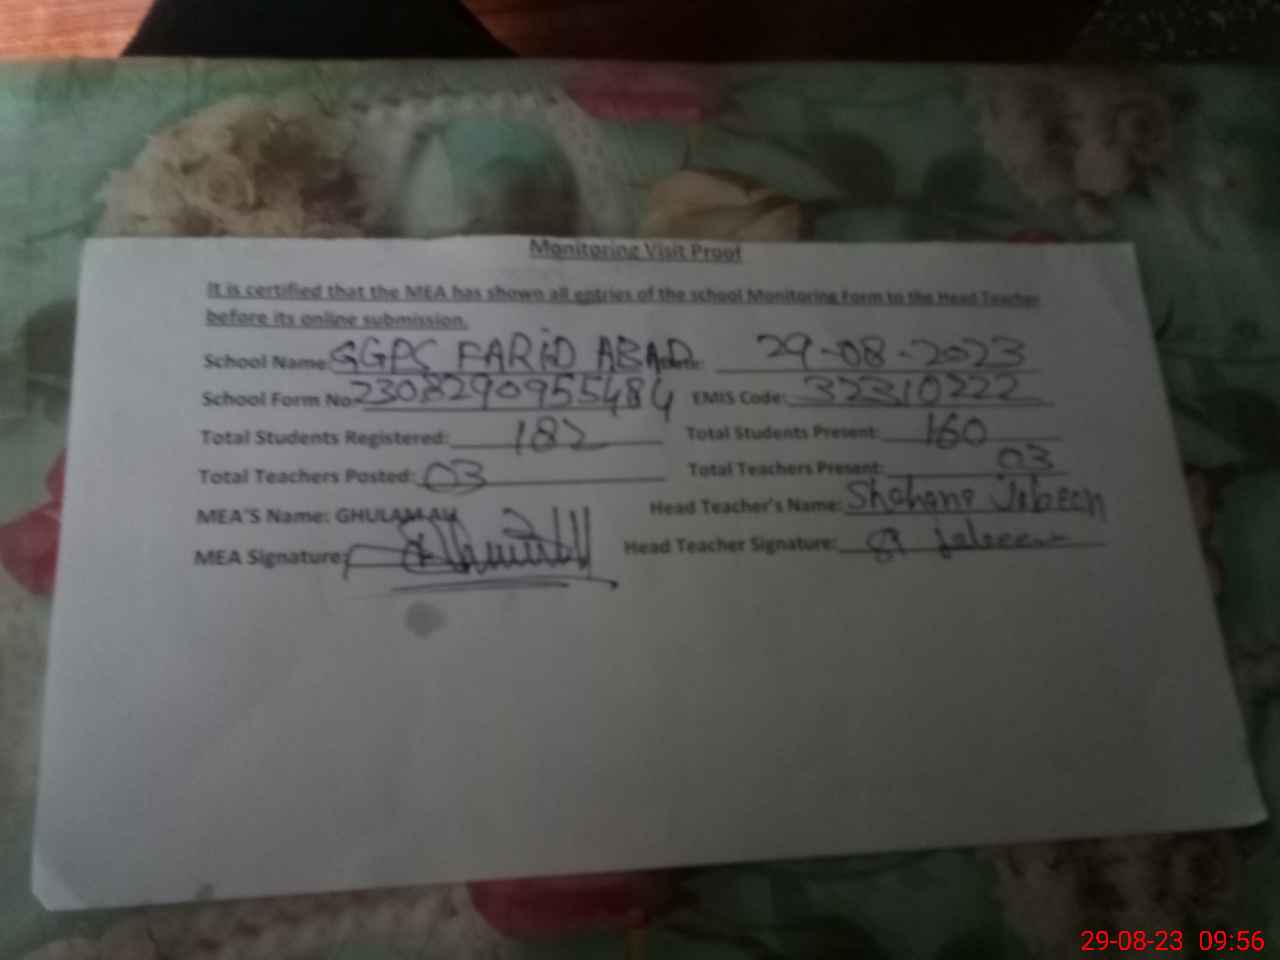 Monitoring Visit Proof
It is certified that the MEA has shown all entries of the school Monitoring Form to the Head Teacher
before its online submission.
School Name GGPS FARID ABAD Date: 29-08-2023
School Form No 2308290955484 EMIS Code: 32310222
Total Students Registered: 182 Total Students Present: 160
Total Teachers Posted: 03 Total Teachers Present: 03
MEA'S Name: GHULAM ALI Head Teacher's Name: Shahana Jabeen
MEA Signature: Head Teacher Signature: Jabeen
29-08-23 09:56